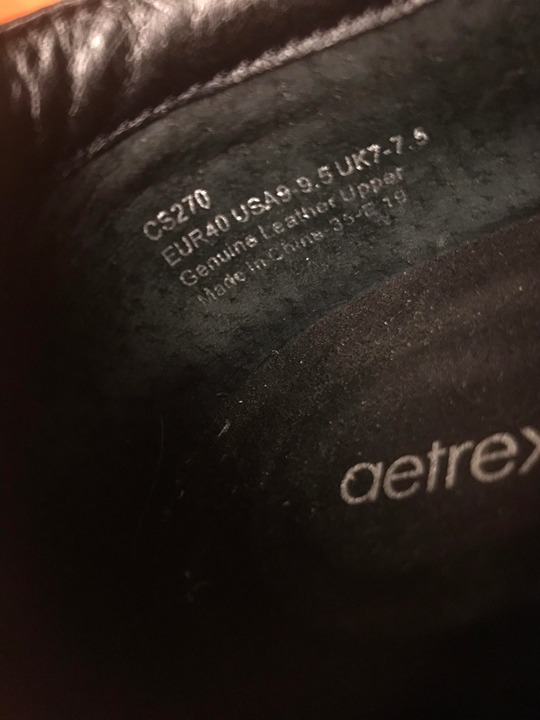 CS270
EUR40 USA9-9.5 UK7-7.5
Genuine Leather Upper
Made in China
aetrex